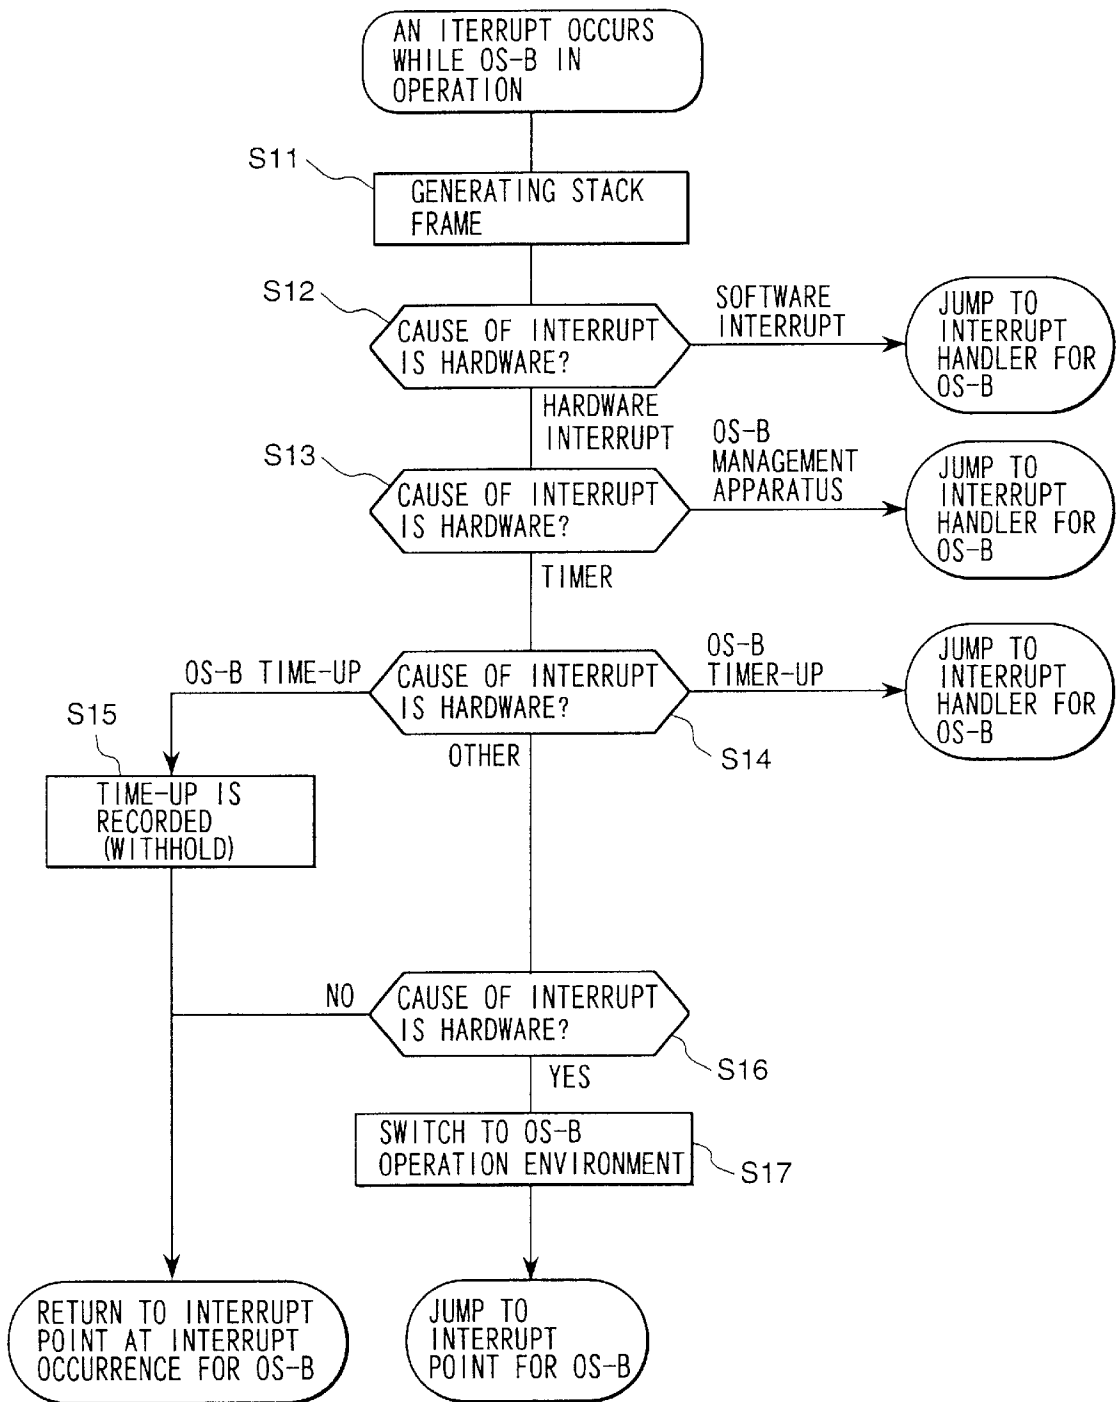 AN ITERRUPT OCCURS
WHILE OS-B IN
OPERATION
S11
GENERATING STACK
FRAME
S12
CAUSE OF INTERRUPT
IS HARDWARE?
SOFTWARE
INTERRUPT
JUMP TO
INTERRUPT
HANDLER FOR
OS-B
HARDWARE
INTERRUPT
S13
CAUSE OF INTERRUPT
IS HARDWARE?
OS-B
MANAGEMENT
APPARATUS
JUMP TO
INTERRUPT
HANDLER FOR
OS-B
TIMER
OS-B TIME-UP
CAUSE OF INTERRUPT
IS HARDWARE?
OS-B
TIMER-UP
JUMP TO
INTERRUPT
HANDLER FOR
OS-B
S15
OTHER
S14
TIME-UP IS
RECORDED
(WITHHOLD)
NO
CAUSE OF INTERRUPT
IS HARDWARE?
S16
YES
SWITCH TO OS-B
OPERATION ENVIRONMENT
S17
RETURN TO INTERRUPT
POINT AT INTERRUPT
OCCURRENCE FOR OS-B
JUMP TO
INTERRUPT
POINT FOR OS-B